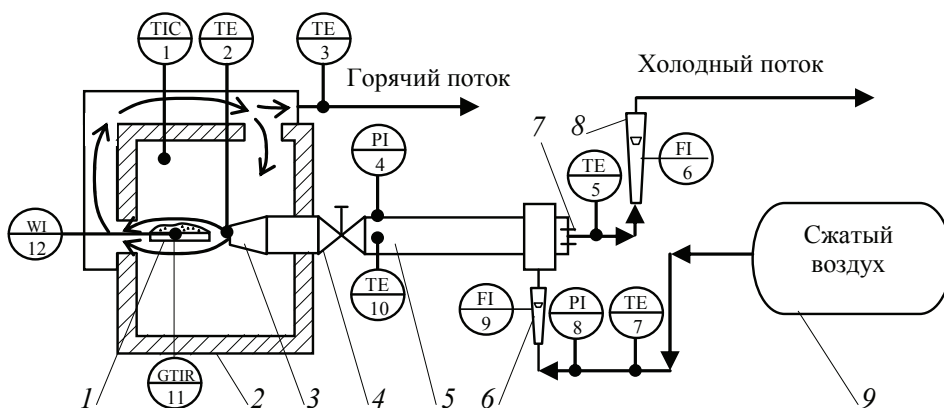 TIC
1
TE
2
TE
3
Горячий поток
Холодный поток
PI
4
7
8
TE
5
FI
6
WI
12
TE
10
Сжатый
воздух
FI
9
PI
8
TE
7
GTIR
11
1
2
3
4
5
6
9